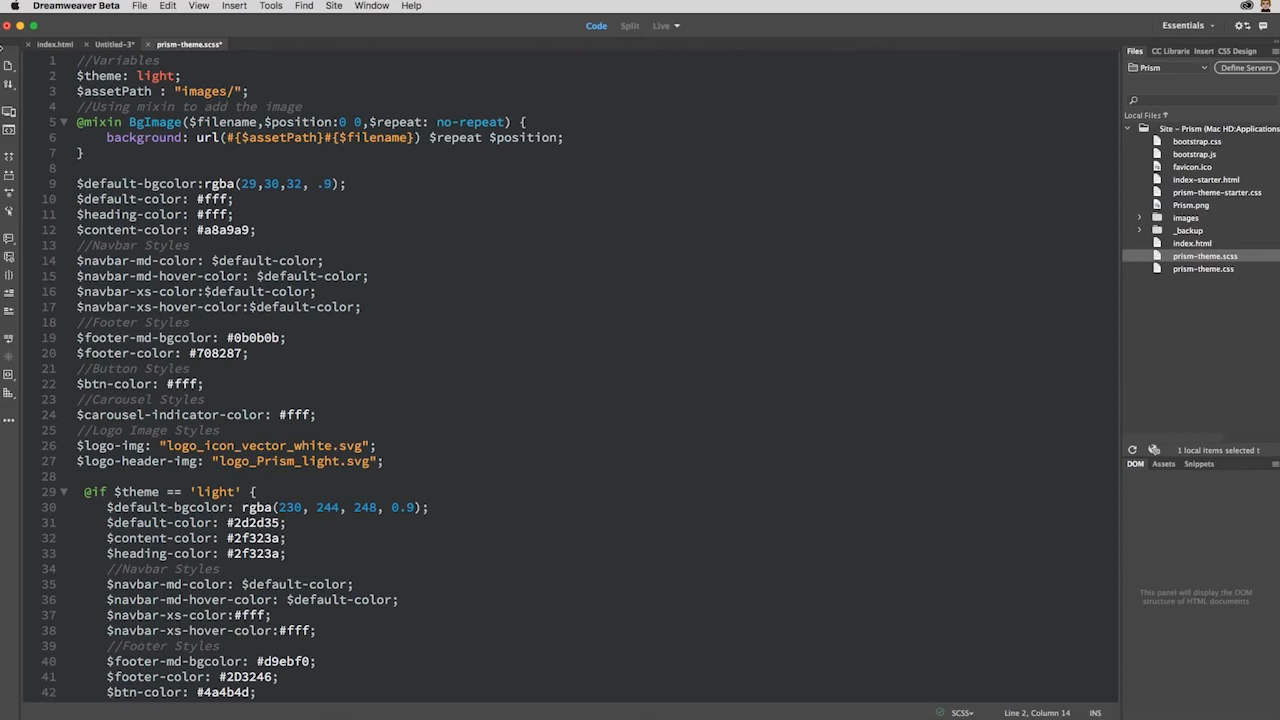 Dreamweaver Beta File Edit View Insert Tools Find Site Window Help
Code Split Live Essentials
index.html Untitled-3* prism-theme.scss*
1 //Variables
2 $theme: light;
3 $assetPath : "images/";
4 //Using mixin to add the image
5 @mixin BgImage($filename,$position:0 0,$repeat: no-repeat) {
6 background: url(#{$assetPath}#{$filename}) $repeat $position;
7 }
8
9 $default-bgcolor:rgba(29,30,32, .9);
10 $default-color: #fff;
11 $heading-color: #fff;
12 $content-color: #a8a9a9;
13 //Navbar Styles
14 $navbar-md-color: $default-color;
15 $navbar-md-hover-color: $default-color;
16 $navbar-xs-color:$default-color;
17 $navbar-xs-hover-color:$default-color;
18 //Footer Styles
19 $footer-md-bgcolor: #0b0b0b;
20 $footer-color: #708287;
21 //Button Styles
22 $btn-color: #fff;
23 //Carousel Styles
24 $carousel-indicator-color: #fff;
25 //Logo Image Styles
26 $logo-img: "logo_icon_vector_white.svg";
27 $logo-header-img: "logo_Prism_light.svg";
28
29 @if $theme == 'light' {
30 $default-bgcolor: rgba(230, 244, 248, 0.9);
31 $default-color: #2d2d35;
32 $content-color: #2f323a;
33 $heading-color: #2f323a;
34 //Navbar Styles
35 $navbar-md-color: $default-color;
36 $navbar-md-hover-color: $default-color;
37 $navbar-xs-color:#fff;
38 $navbar-xs-hover-color:#fff;
39 //Footer Styles
40 $footer-md-bgcolor: #d9ebf0;
41 $footer-color: #2D3246;
42 $btn-color: #4a4b4d;
SCSS Line 2, Column 14 INS
Files CC Librarie Insert CSS Design
Prism Define Servers
Local Files
Site - Prism (Mac HD:Applications
bootstrap.css
bootstrap.js
favicon.ico
index-starter.html
prism-theme-starter.css
Prism.png
images
_backup
index.html
prism-theme.scss
prism-theme.css
1 local items selected t
DOM Assets Snippets
This panel will display the DOM
structure of HTML documents.